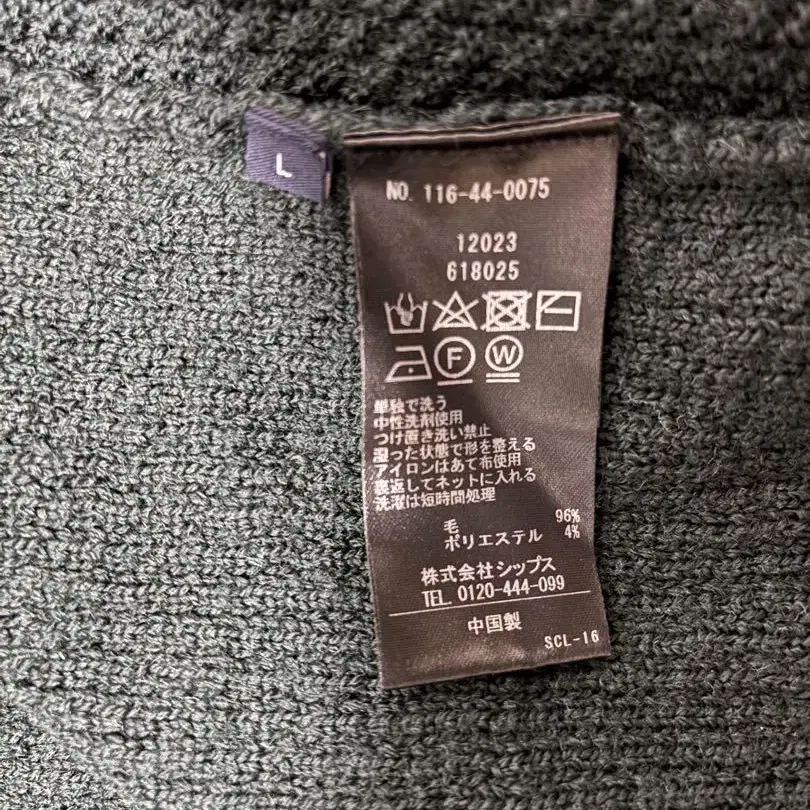 L
NO. 116-44-0075
12023
618025
F W
単独で洗う
中性洗剤使用
つけ置き洗い禁止
湿った状態で形を整える
アイロンはあて布使用
裏返してネットに入れる
洗濯は短時間処理
毛 96%
ポリエステル 4%
株式会社シップス
TEL. 0120-444-099
中国製
SCL-16